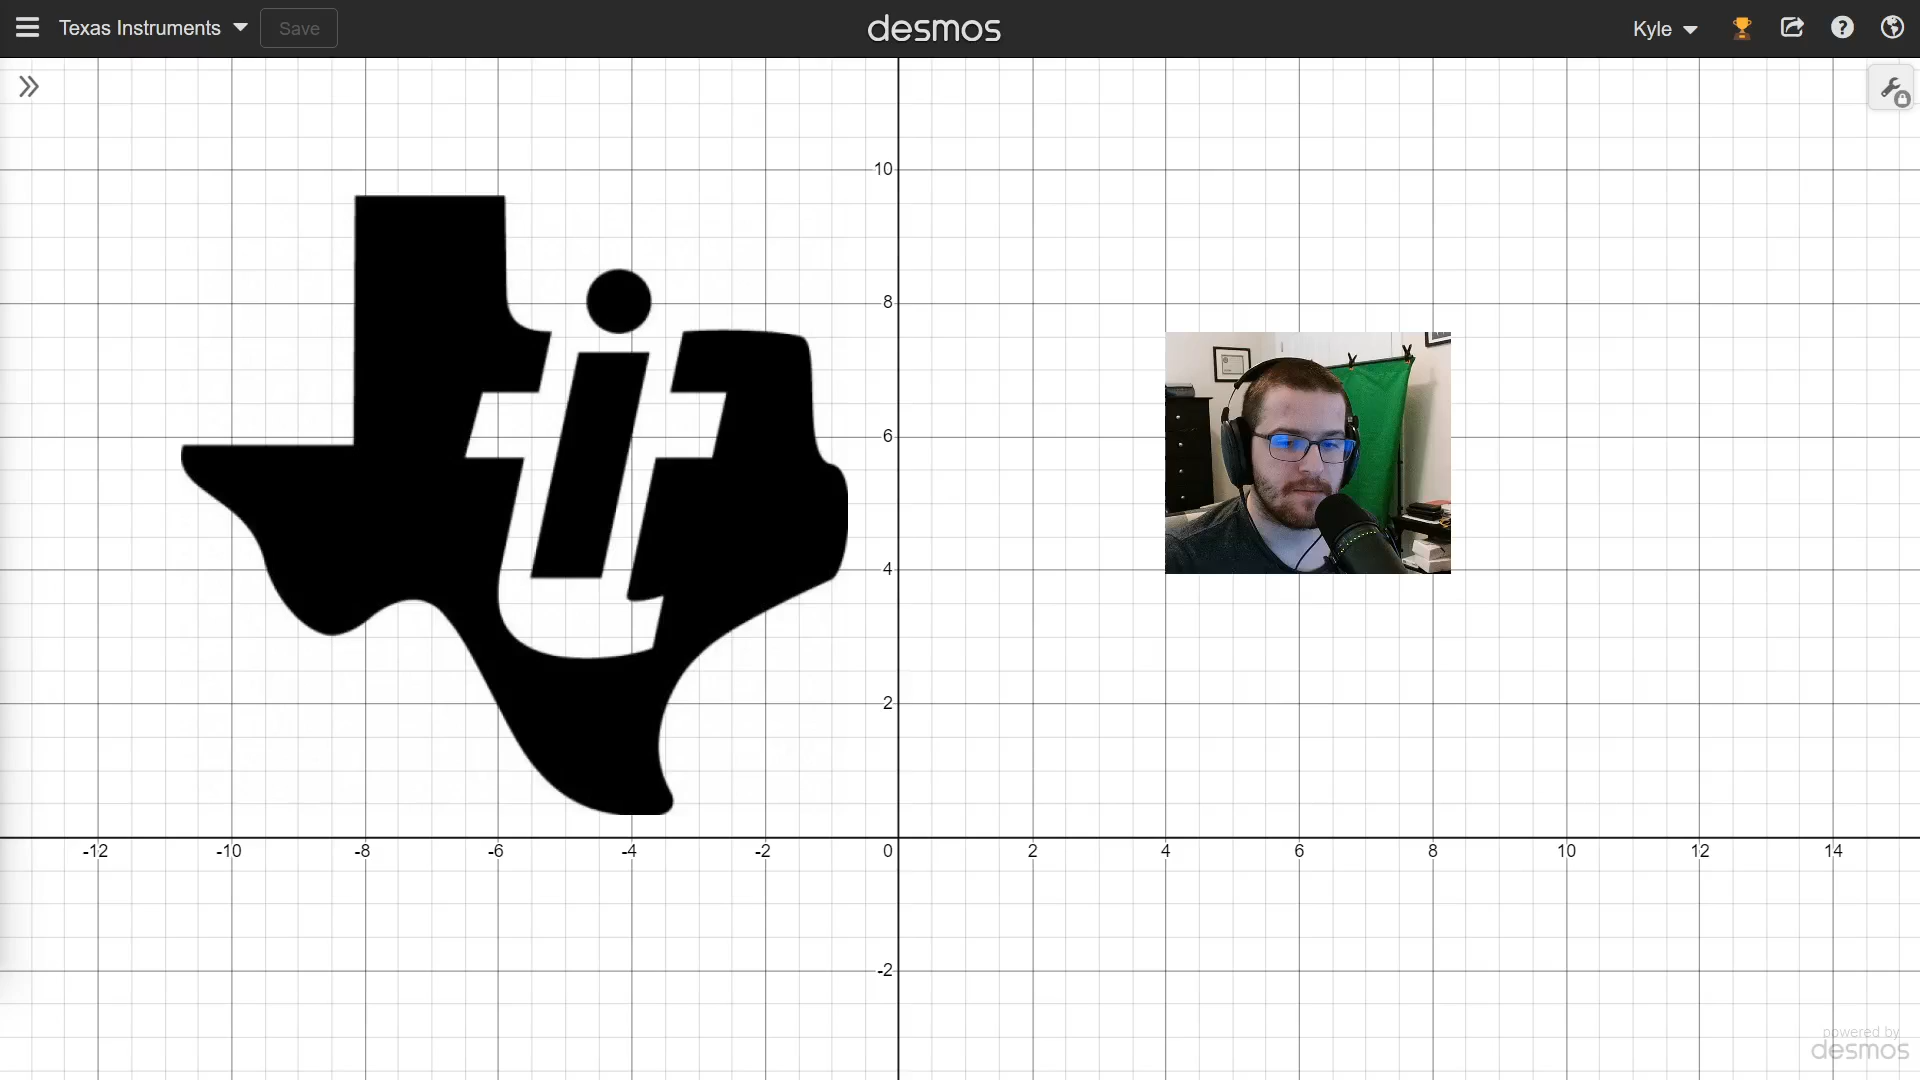 Texas Instruments Save desmos Kyle
10
8
6
4
2
-12 -10 -8 -6 -4 -2 0 2 4 6 8 10 12 14
-2
ti
powered by
desmos